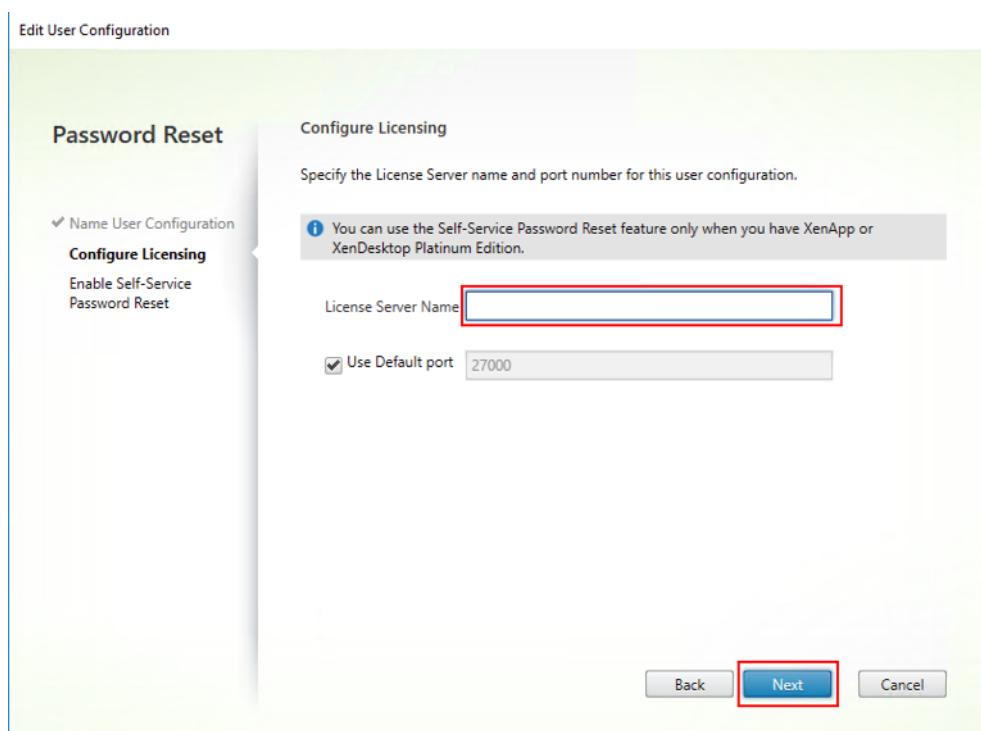 Edit User Configuration
Password Reset
✔ Name User Configuration
Configure Licensing
Enable Self-Service
Password Reset
Configure Licensing
Specify the License Server name and port number for this user configuration.
You can use the Self-Service Password Reset feature only when you have XenApp or
XenDesktop Platinum Edition.
License Server Name
Use Default port 27000
Back Next Cancel